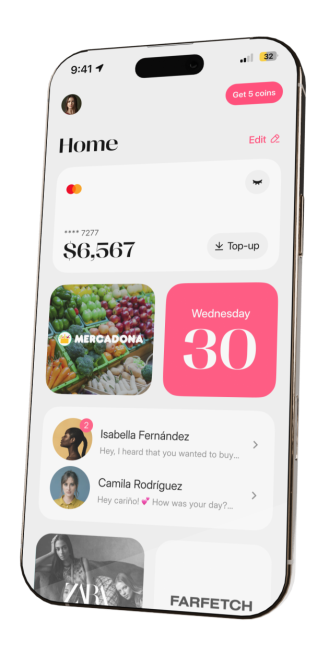 9:41
32
Get 5 coins
Home
Edit
**** 7277
$6,567
Top-up
MERCADONA
Wednesday
30
2
Isabella Fernández
Hey, I heard that you wanted to buy...
Camila Rodríguez
Hey cariño! 💕 How was your day?...
ZARA
FARFETCH